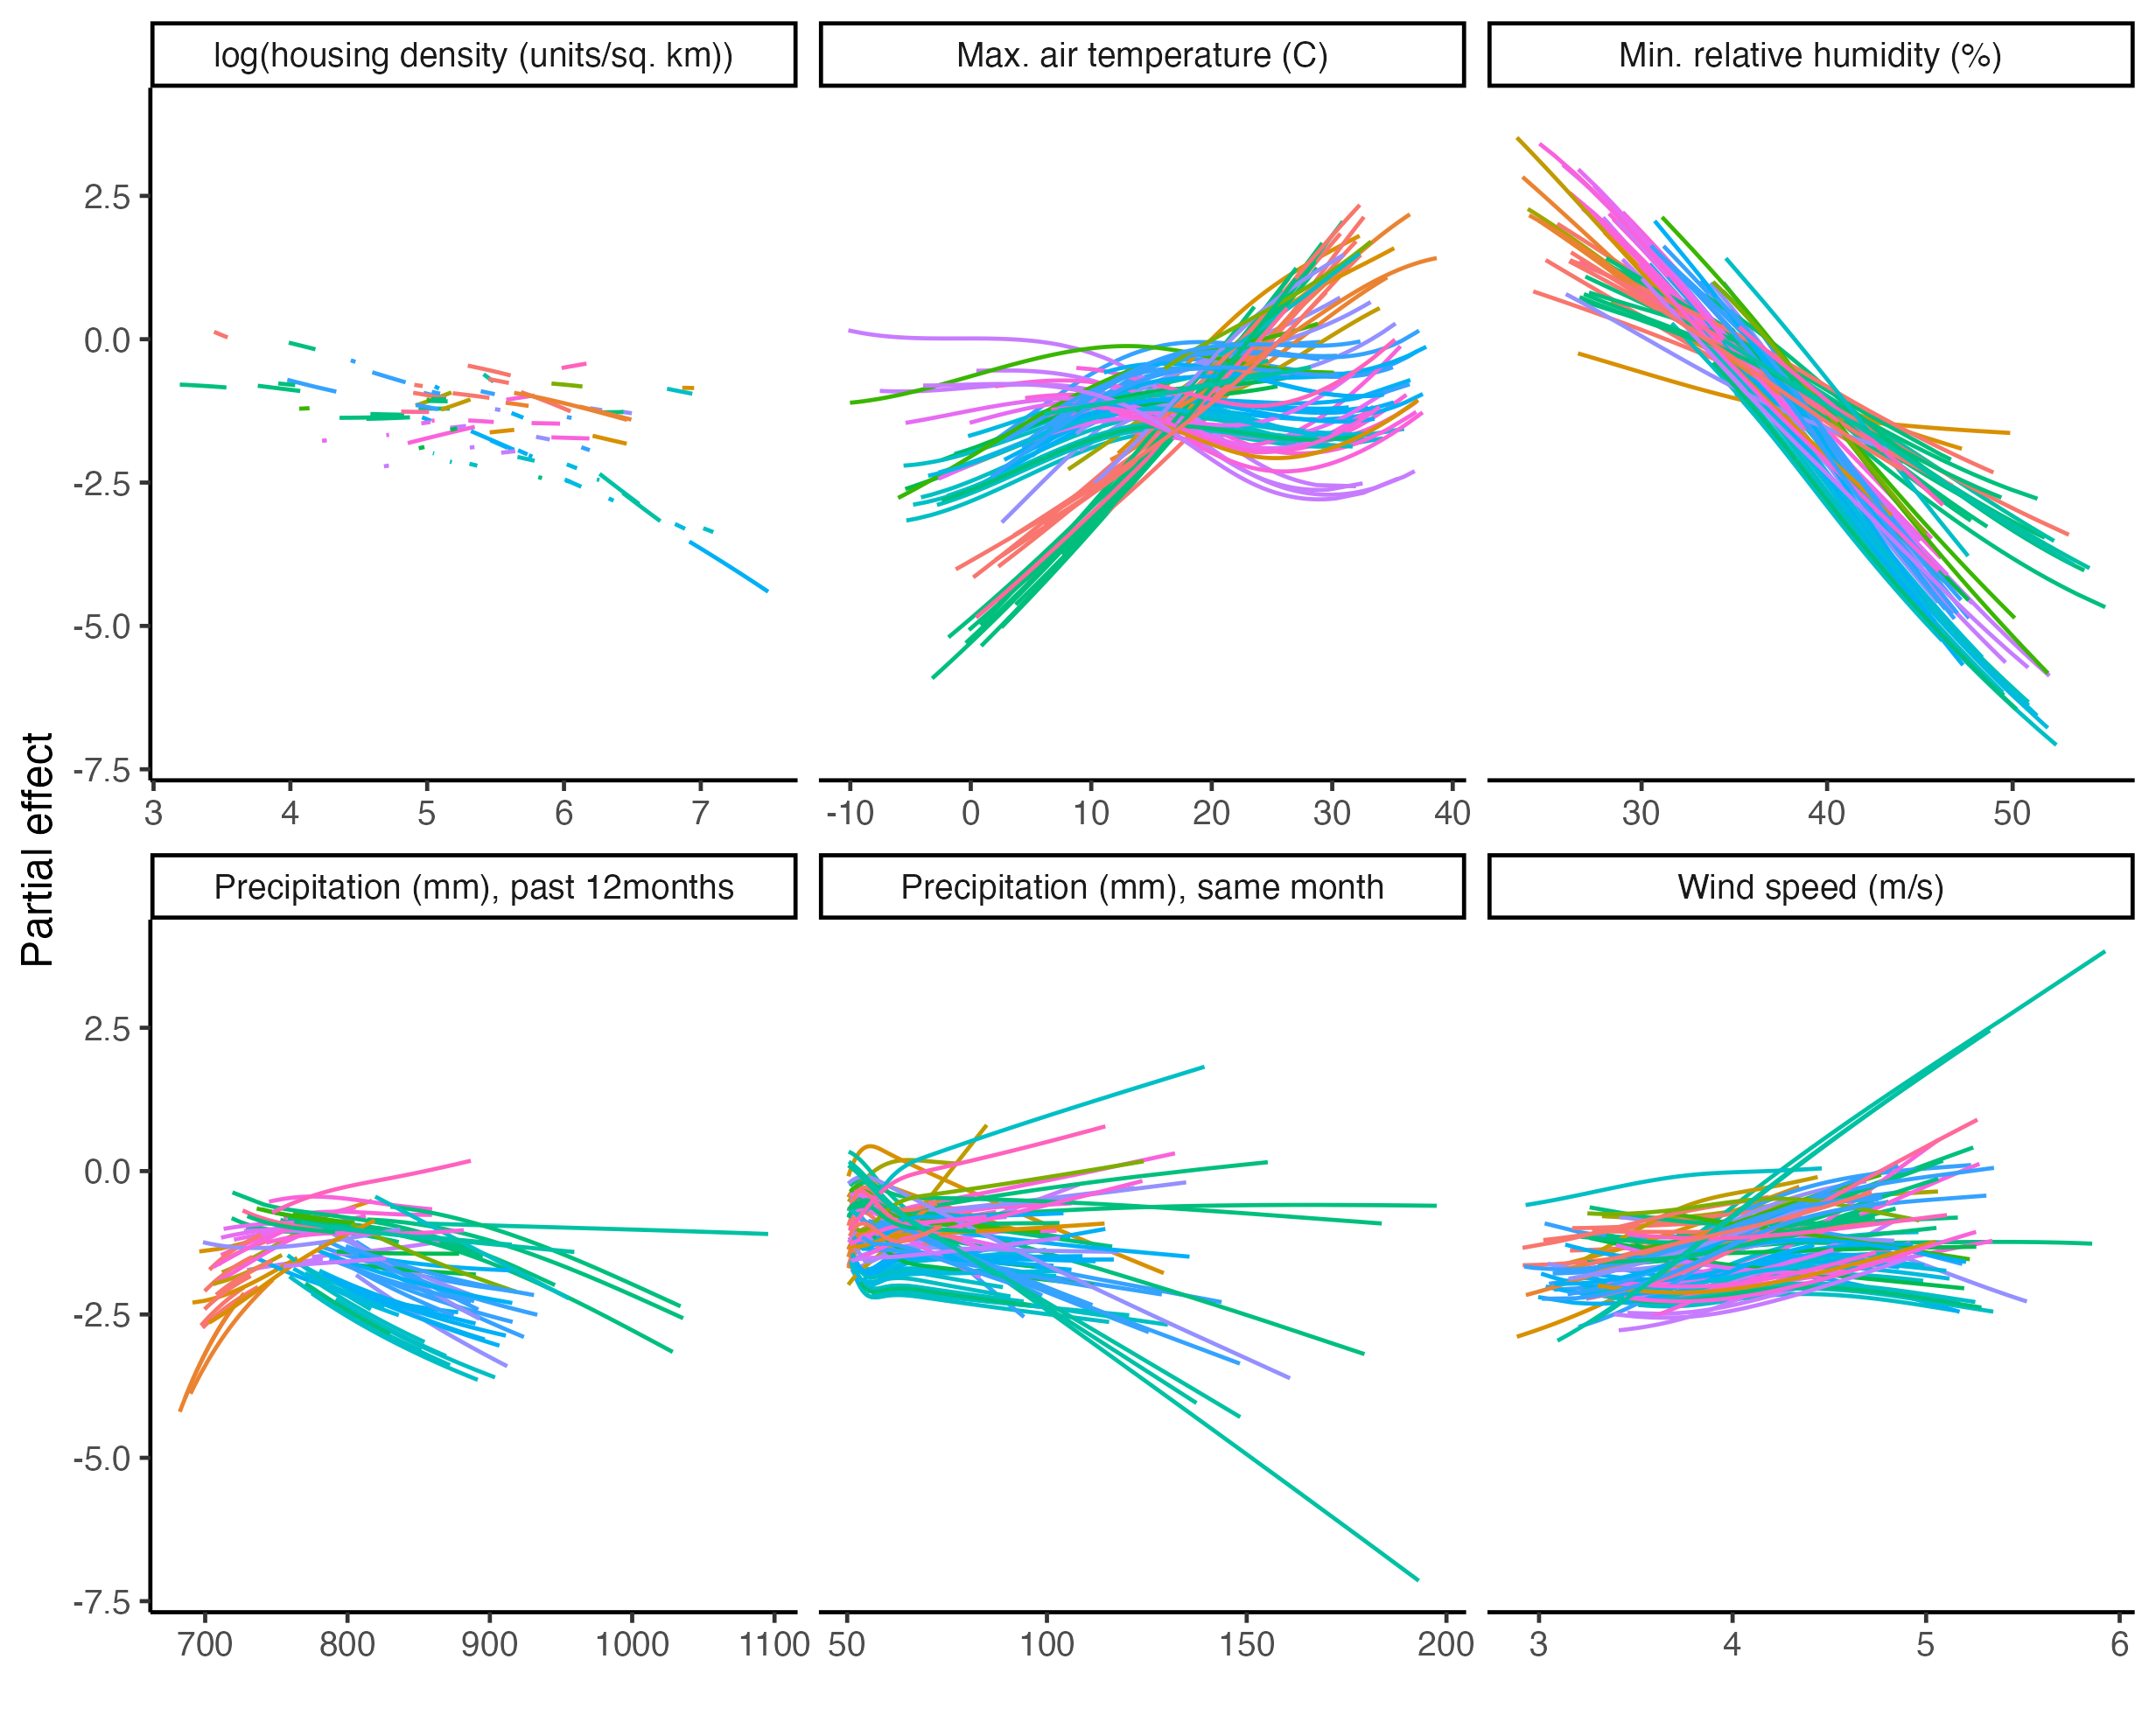 log(housing density (units/sq. km))
Max. air temperature (C)
Min. relative humidity (%)
Partial effect
2.5
0.0
-2.5
-5.0
-7.5
3 4 5 6 7
-10 0 10 20 30 40
30 40 50
Precipitation (mm), past 12months
Precipitation (mm), same month
Wind speed (m/s)
2.5
0.0
-2.5
-5.0
-7.5
700 800 900 1000 1100
50 100 150 200
3 4 5 6